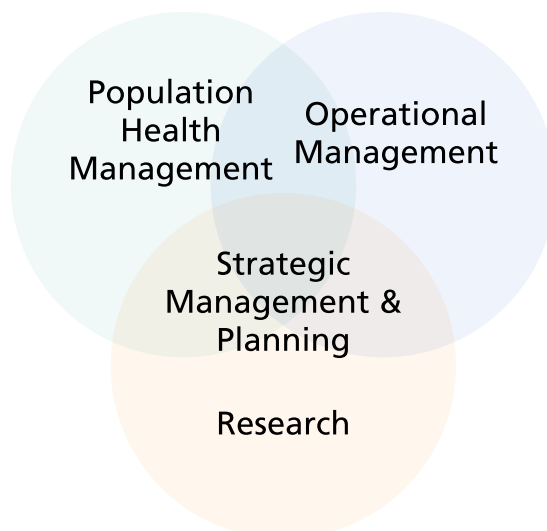 Population
Health
Management
Operational
Management
Strategic
Management &
Planning
Research